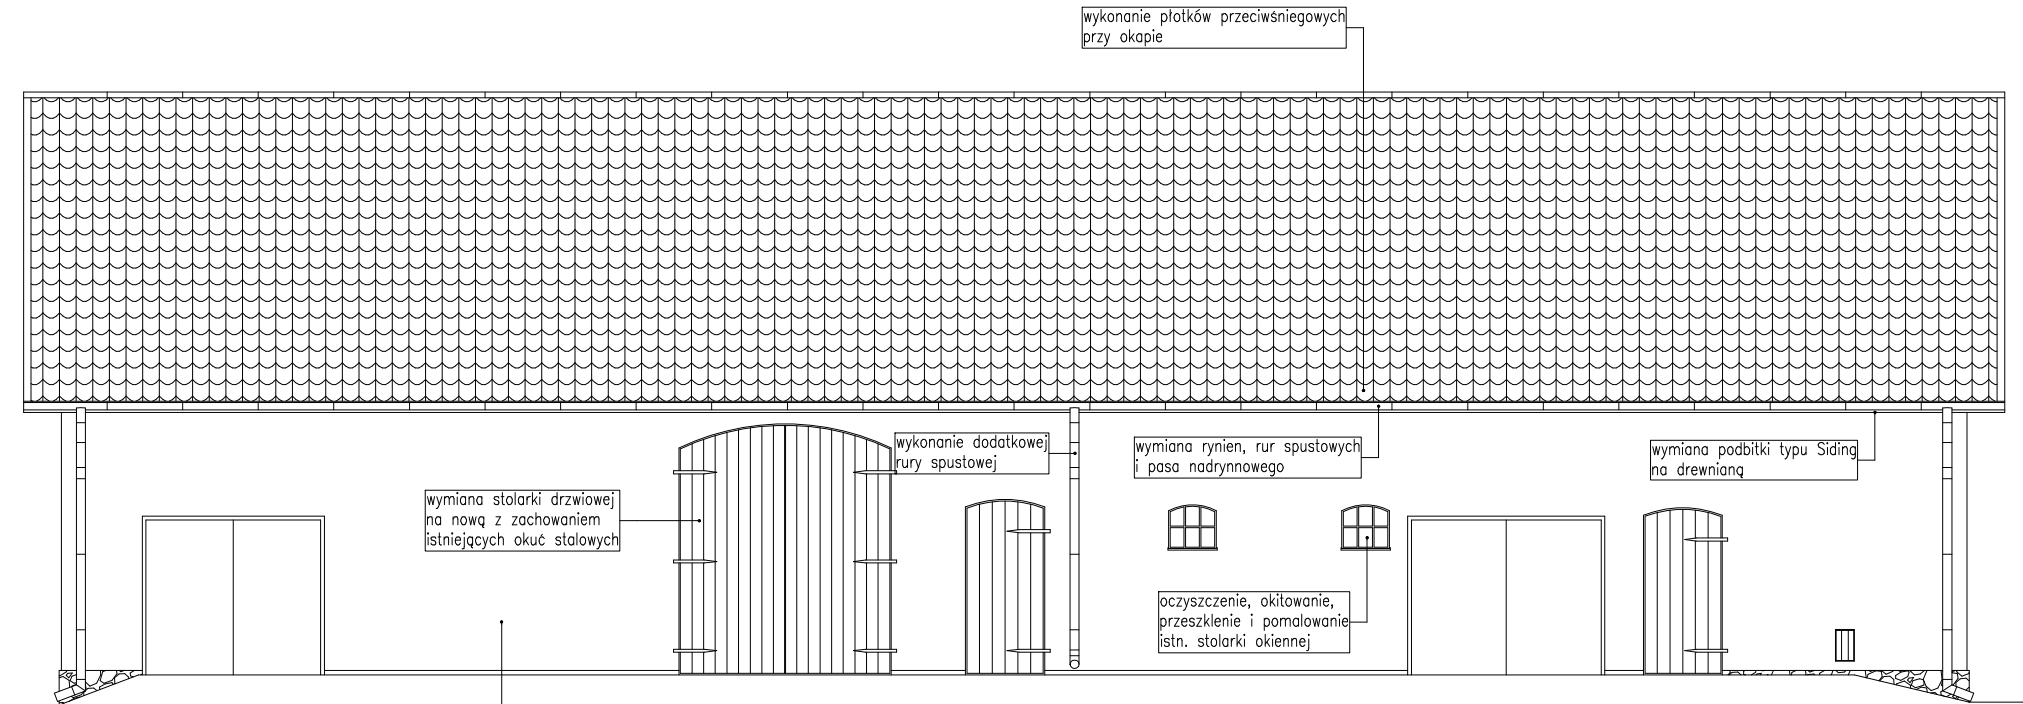 wykonanie płotków przeciwśniegowych
przy okapie
wykonanie dodatkowej
rury spustowej
wymiana rynien, rur spustowych
i pasa nadrynnowego
wymiana podbitki typu Siding
na drewnianą
wymiana stolarki drzwiowej
na nową z zachowaniem
istniejących okuć stalowych
oczyszczenie, okitowanie,
przeszklenie i pomalowanie
istn. stolarki okiennej